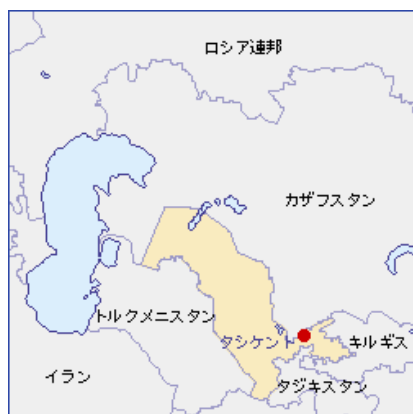 ロシア連邦
カザフスタン
トルクメニスタン
タシケント
キルギス
イラン
タジキスタン